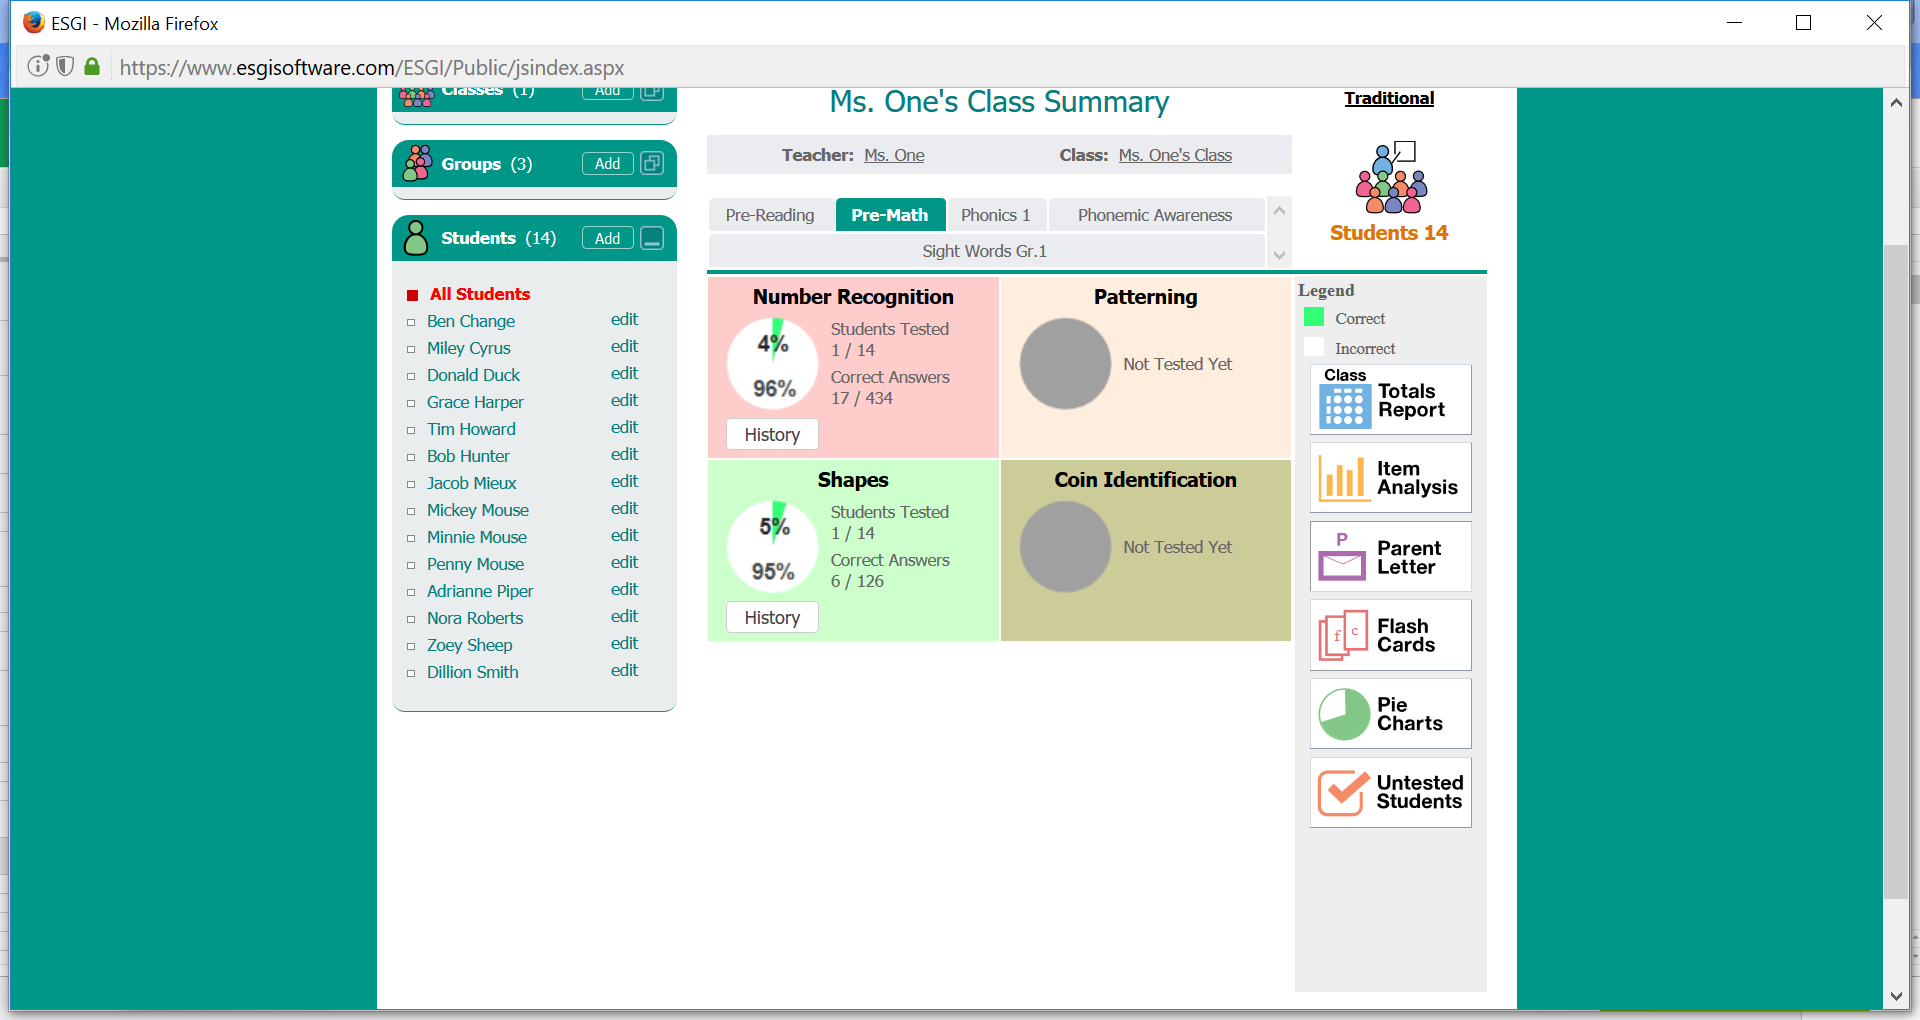 ESGI - Mozilla Firefox
https://www.esgisoftware.com/ESGI/Public/jsindex.aspx
Classes (1) Add
Groups (3) Add
Students (14) Add
All Students
Ben Change edit
Miley Cyrus edit
Donald Duck edit
Grace Harper edit
Tim Howard edit
Bob Hunter edit
Jacob Mieux edit
Mickey Mouse edit
Minnie Mouse edit
Penny Mouse edit
Adrianne Piper edit
Nora Roberts edit
Zoey Sheep edit
Dillion Smith edit
Ms. One's Class Summary
Teacher: Ms. One Class: Ms. One's Class
Pre-Reading Pre-Math Phonics 1 Phonemic Awareness
Sight Words Gr.1
Number Recognition
4%
96%
Students Tested
1 / 14
Correct Answers
17 / 434
History
Patterning
Not Tested Yet
Shapes
5%
95%
Students Tested
1 / 14
Correct Answers
6 / 126
History
Coin Identification
Not Tested Yet
Traditional
Students 14
Legend
Correct
Incorrect
Class
Totals
Report
Item
Analysis
P
Parent
Letter
f c
Flash
Cards
Pie
Charts
Untested
Students